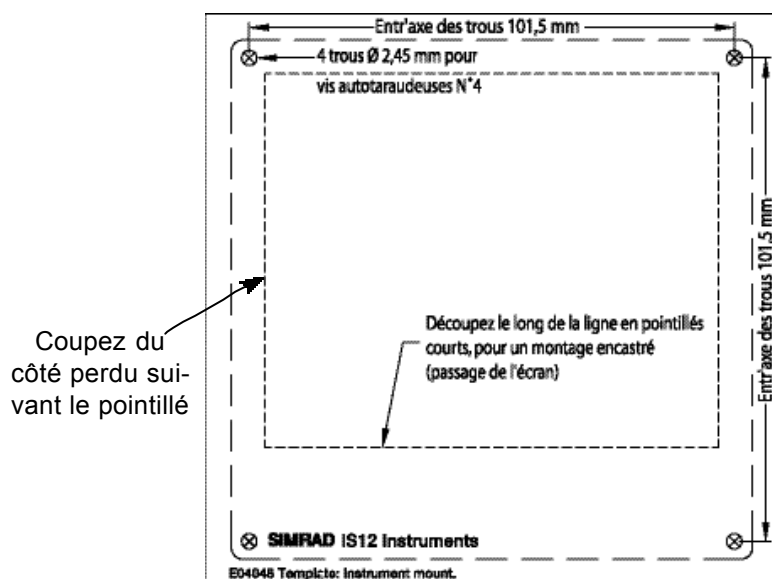 Entr'axe des trous 101,5 mm
4 trous Ø 2,45 mm pour
vis autotaraudeuses N°4
Entr'axe des trous 101,5 mm
Coupez du
côté perdu sui-
vant le pointillé
Découpez le long de la ligne en pointillés
courts, pour un montage encastré
(passage de l'écran)
SIMRAD IS12 Instruments
E04048 Template: Instrument mount.